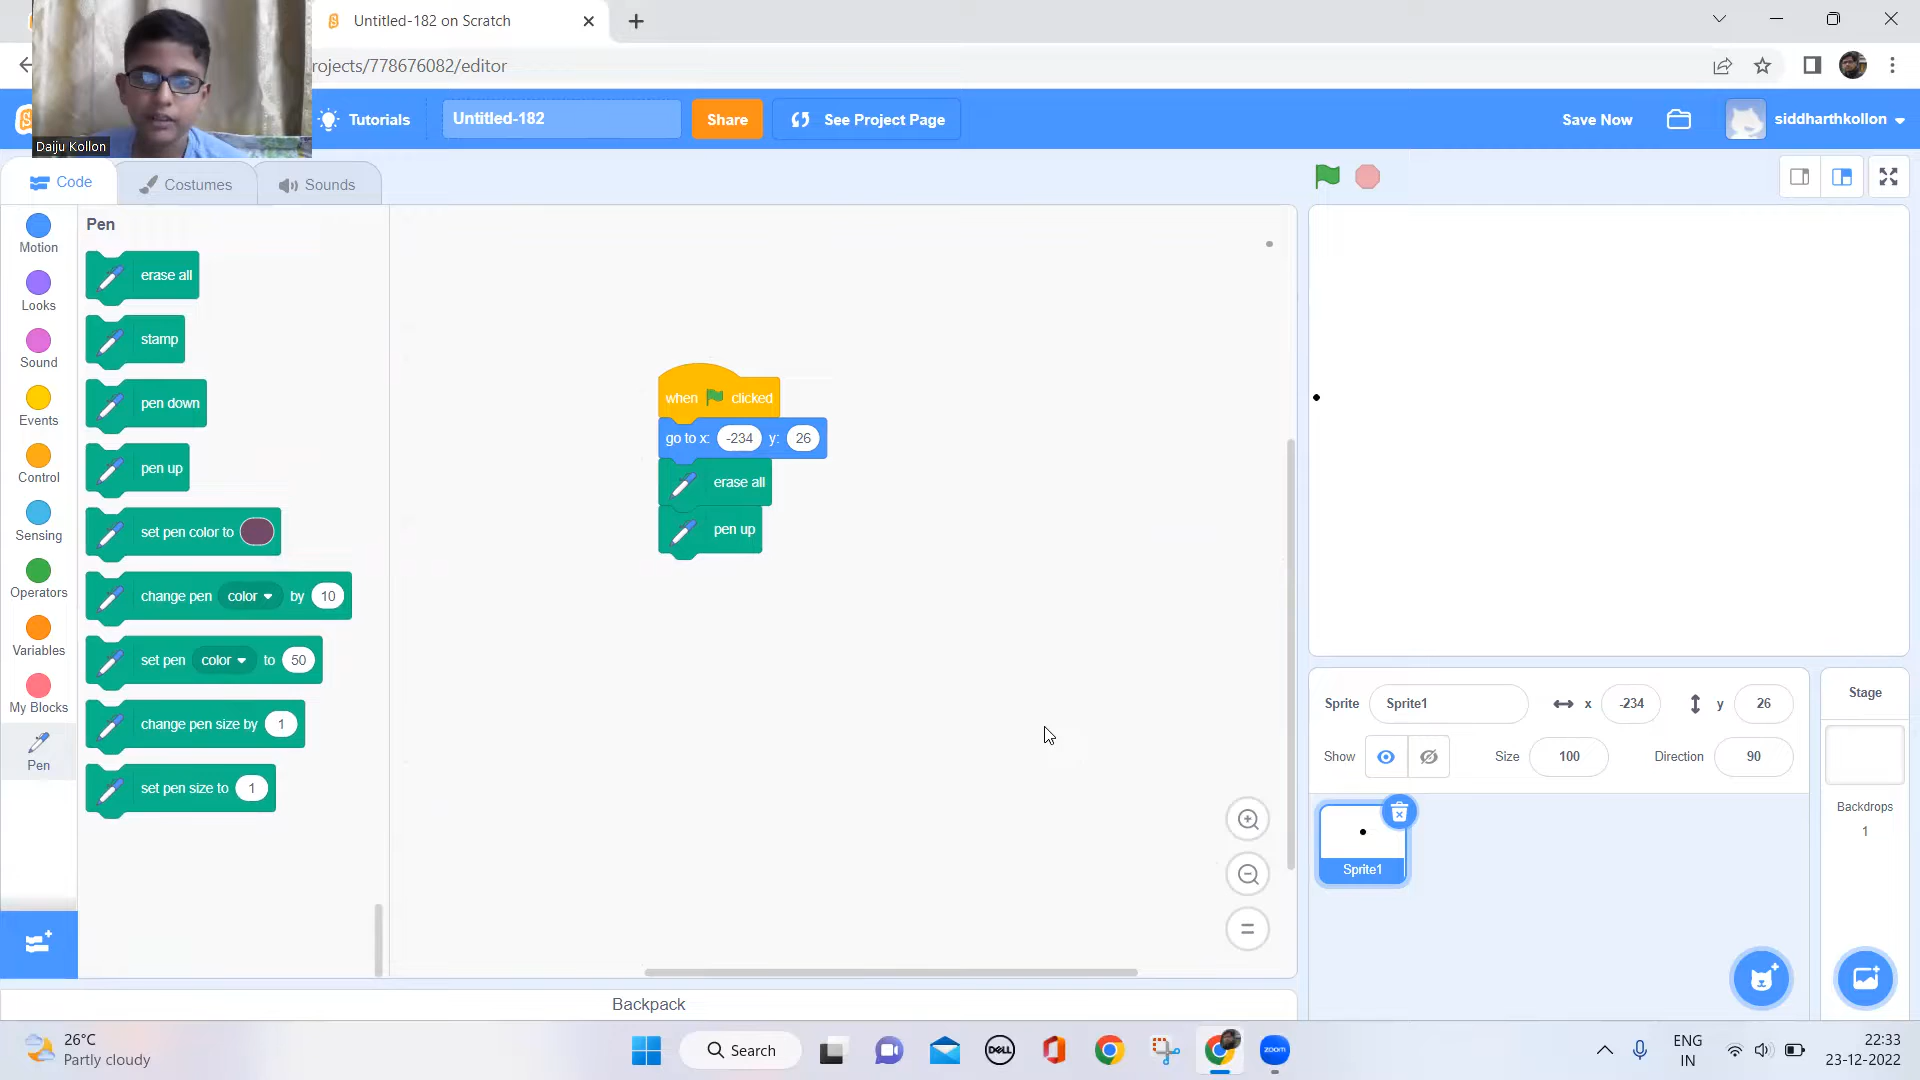 Untitled-182 on Scratch
rojects/778676082/editor
Tutorials
Untitled-182
Share
See Project Page
Save Now
siddharthkollon
Daiju Kollon
Code
Costumes
Sounds
Motion
Looks
Sound
Events
Control
Sensing
Operators
Variables
My Blocks
Pen
Pen
erase all
stamp
pen down
pen up
set pen color to
change pen color by 10
set pen color to 50
change pen size by 1
set pen size to 1
when clicked
go to x: -234 y: 26
erase all
pen up
Sprite Sprite1 x -234 y 26
Show Size 100 Direction 90
Sprite1
Stage
Backdrops
1
Backpack
26°C
Partly cloudy
Search
DELL
zoom
ENG
IN
22:33
23-12-2022